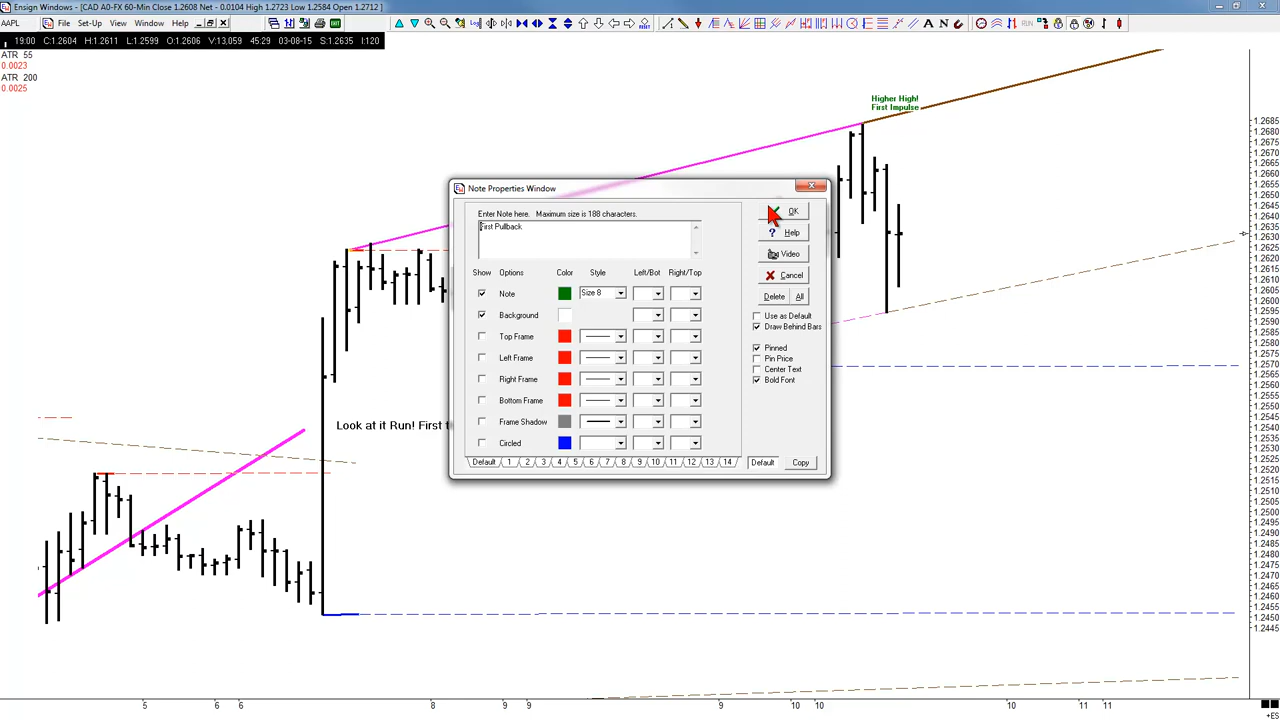 Ensign Windows - [CAD A0-FX 60-Min Close 1.2608 Net - 0.0104 High 1.2723 Low 1.2584 Open 1.2712 ]
AAPL File Set-Up View Window Help
19:00 C:1.2604 H:1.2611 L:1.2599 O:1.2606 V:13,059 45:29 03-08-15 S:1.2635 I:120
ATR 55
0.0023
ATR 200
0.0025
Higher High!
First Impulse
Note Properties Window
Enter Note here. Maximum size is 188 characters.
First Pullback
OK
Help
Video
Cancel
Delete All
Show Options Color Style Left/Bot Right/Top
Note Size 8
Background
Top Frame
Left Frame
Right Frame
Bottom Frame
Frame Shadow
Circled
Use as Default
Draw Behind Bars
Pinned
Pin Price
Center Text
Bold Font
Default 1 2 3 4 5 6 7 8 9 10 11 12 13 14
Default Copy
Look at it Run! First t
1.2685
1.2670
1.2665
1.2660
1.2655
1.2650
1.2645
1.2640
1.2635
1.2630
1.2625
1.2620
1.2615
1.2610
1.2605
1.2600
1.2595
1.2590
1.2585
1.2580
1.2575
1.2570
1.2565
1.2560
1.2555
1.2550
1.2545
1.2540
1.2535
1.2530
1.2525
1.2520
1.2515
1.2510
1.2505
1.2500
1.2495
1.2490
1.2485
1.2480
1.2475
1.2470
1.2465
1.2460
1.2455
1.2450
1.2445
5 6 6 8 9 9 9 10 10 10 11 11
+ES